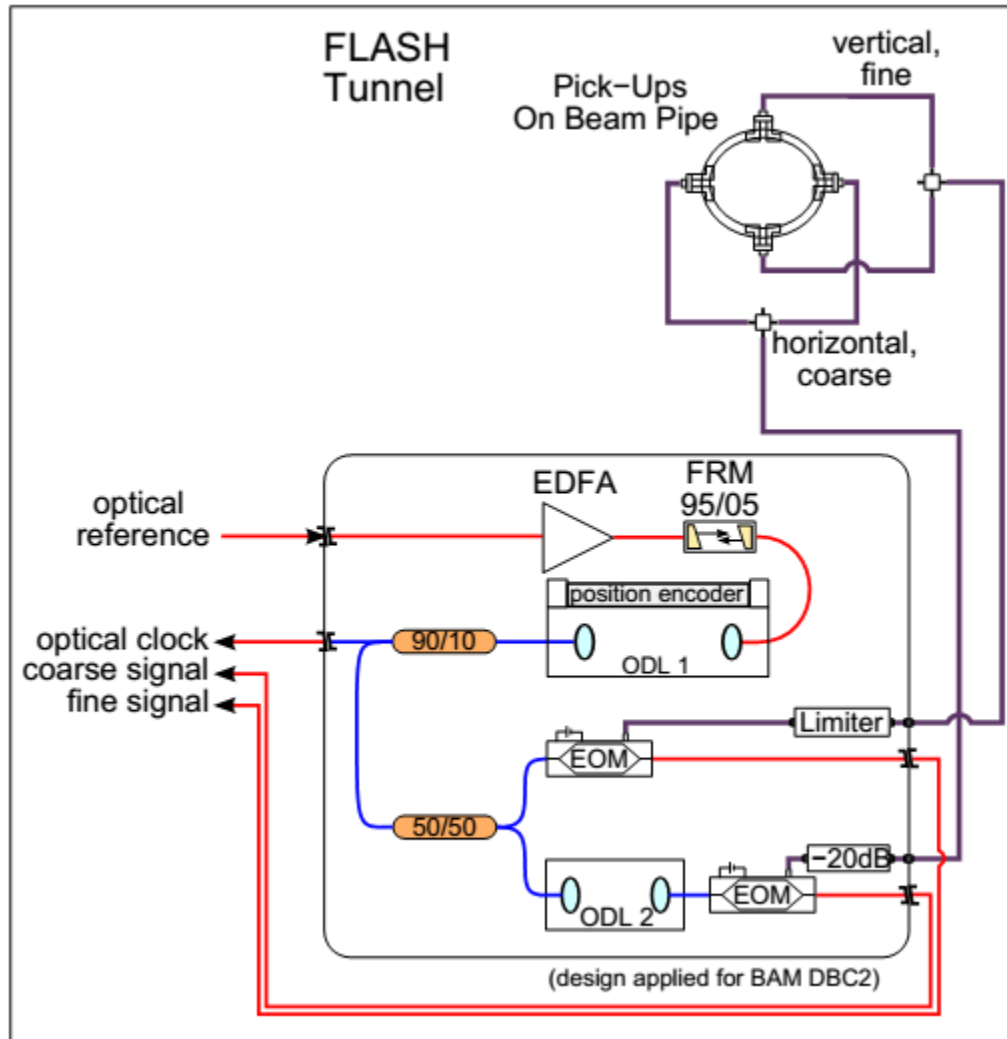 FLASH
Tunnel
vertical,
fine
Pick−Ups
On Beam Pipe
horizontal,
coarse
optical
reference
EDFA
FRM
95/05
position encoder
ODL 1
optical clock
coarse signal
fine signal
90/10
Limiter
EOM
50/50
−20dB
EOM
ODL 2
(design applied for BAM DBC2)